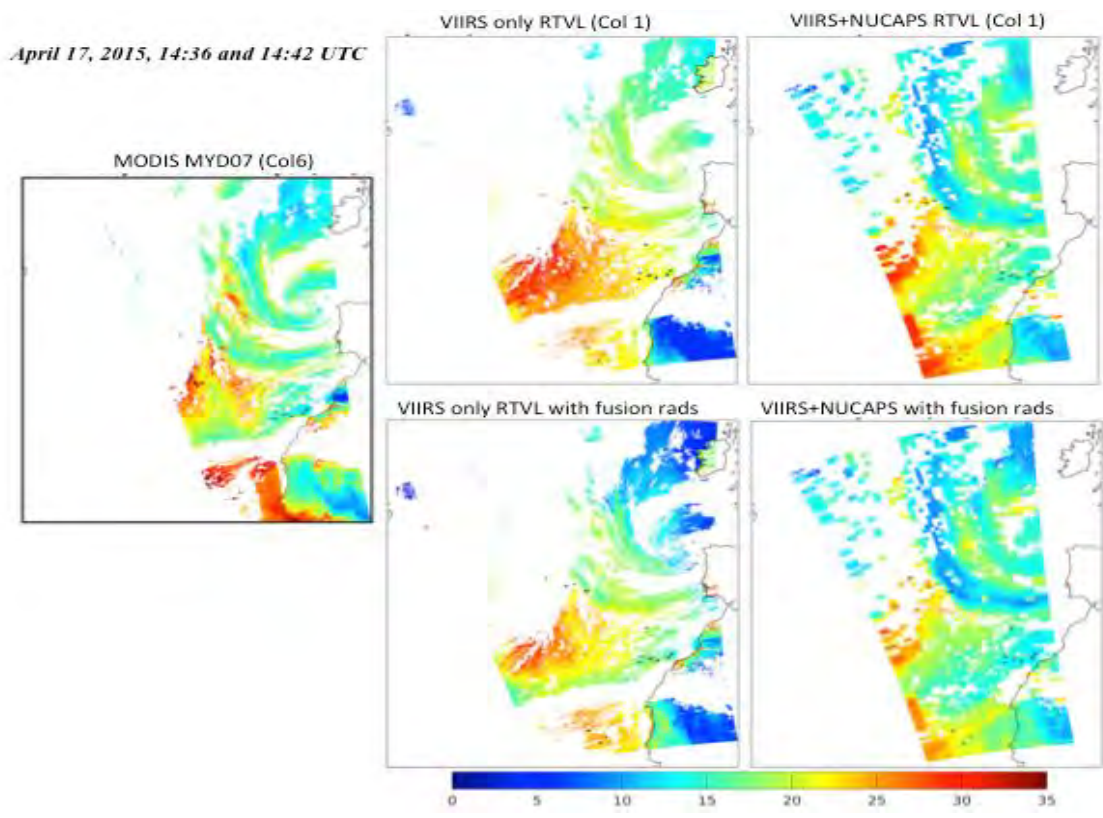 VIIRS only RTVL (Col 1)
VIIRS+NUCAPS RTVL (Col 1)
April 17, 2015, 14:36 and 14:42 UTC
MODIS MYD07 (Col6)
VIIRS only RTVL with fusion rads
VIIRS+NUCAPS with fusion rads
0 5 10 15 20 25 30 35